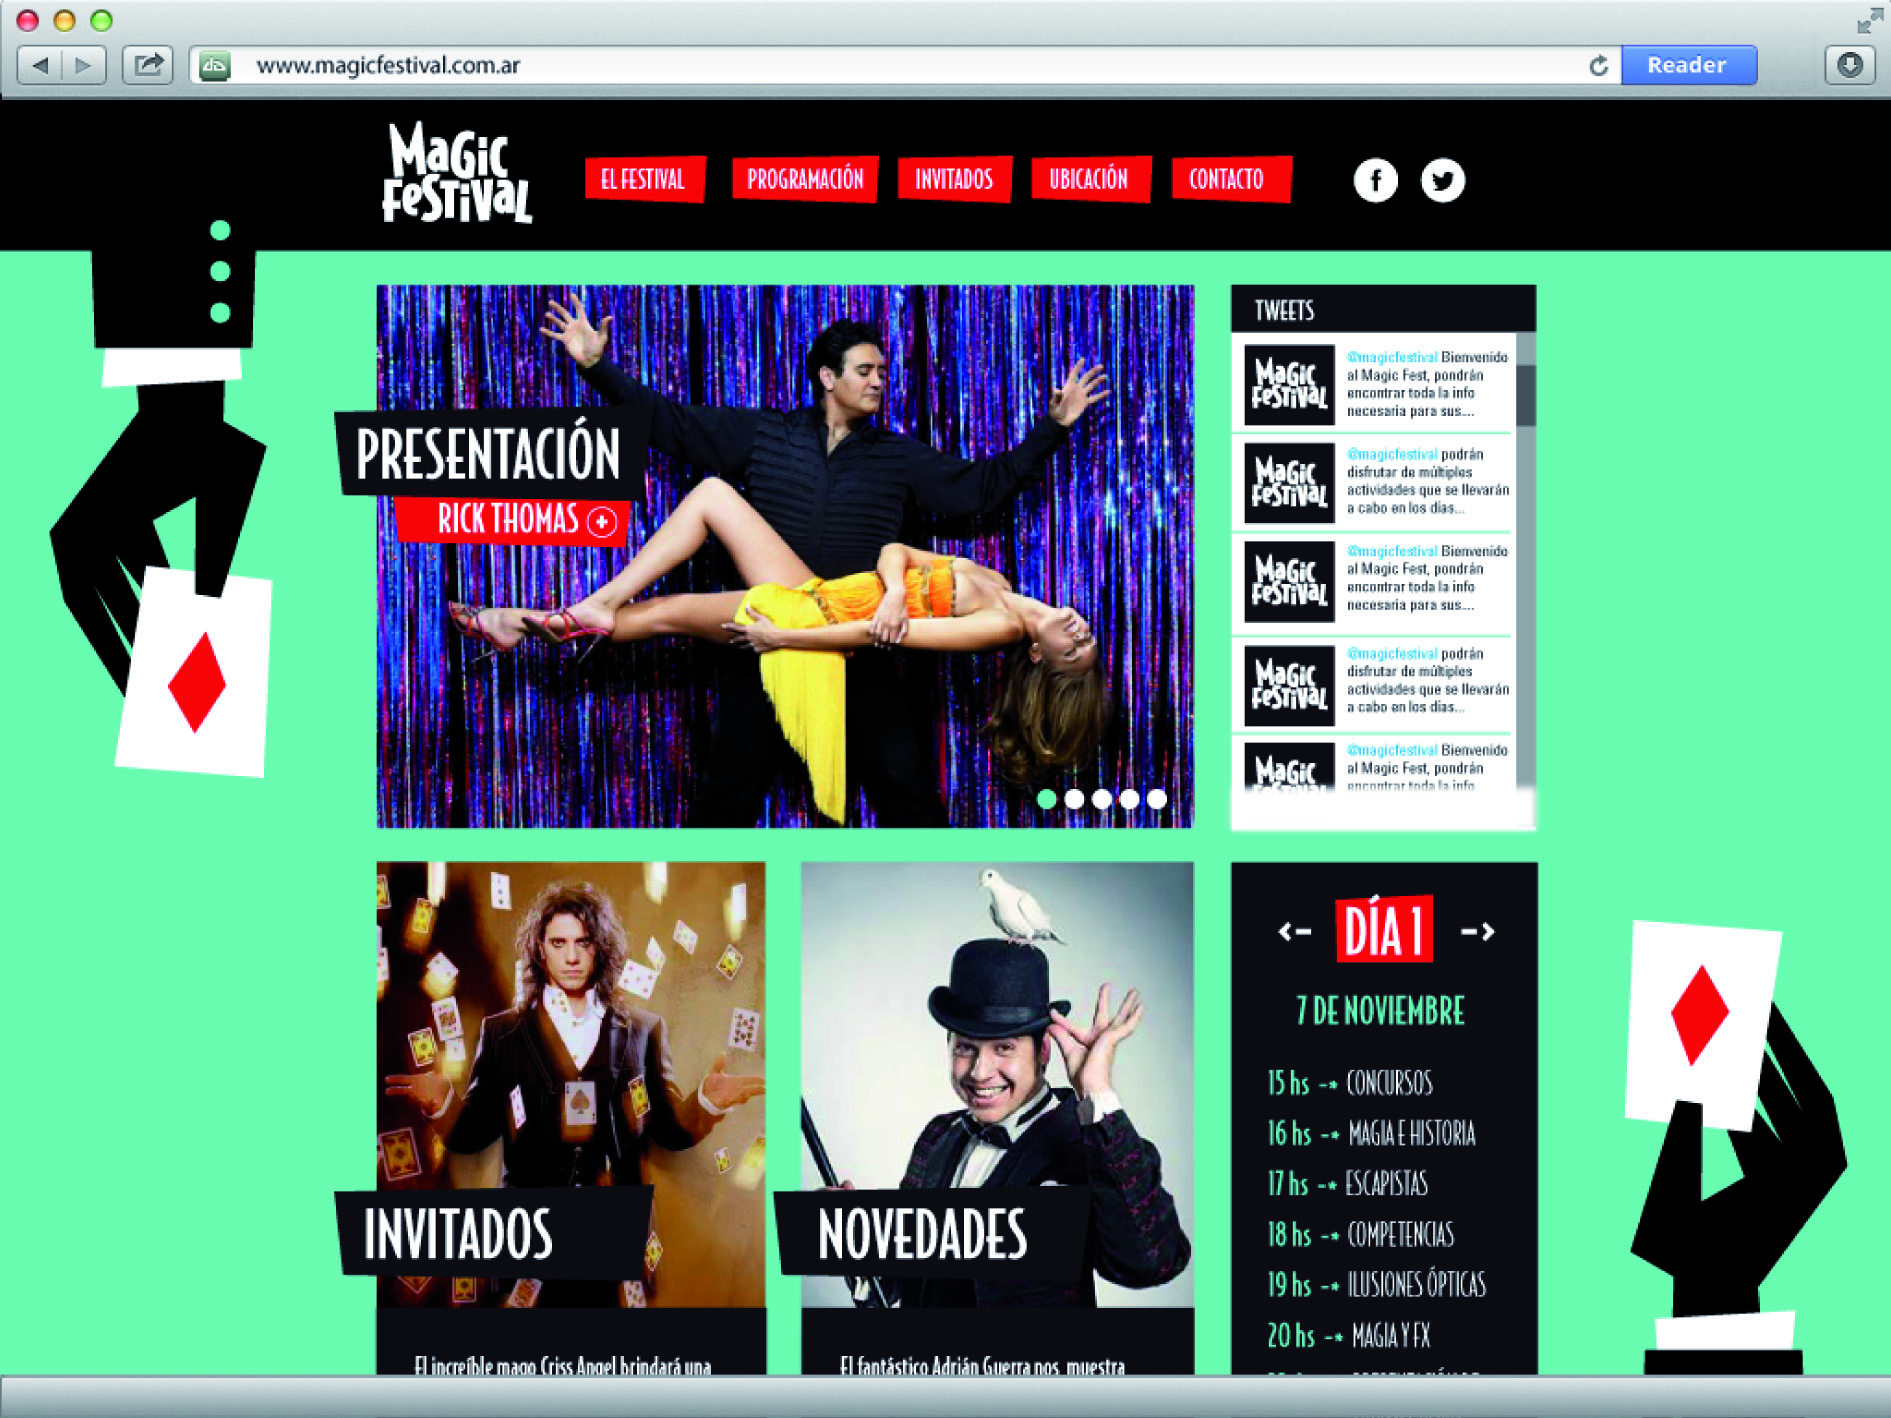 www.magicfestival.com.ar
Reader
MaGic
FeSTiVaL
EL FESTIVAL
PROGRAMACIÓN
INVITADOS
UBICACIÓN
CONTACTO
PRESENTACIÓN
RICK THOMAS
TWEETS
MaGic
FeSTiVaL
@magicfestival Bienvenido
al Magic Fest, pondrán
encontrar toda la info
necesaria para sus...
MaGic
FeSTiVaL
@magicfestival podrán
disfrutar de múltiples
actividades que se llevarán
a cabo en los días...
MaGic
FeSTiVaL
@magicfestival Bienvenido
al Magic Fest, pondrán
encontrar toda la info
necesaria para sus...
MaGic
FeSTiVaL
@magicfestival podrán
disfrutar de múltiples
actividades que se llevarán
a cabo en los días...
MaGic
@magicfestival Bienvenido
al Magic Fest, pondrán
encontrar toda la info
INVITADOS
El increíble mago Criss Angel brindará una
NOVEDADES
El fantástico Adrián Guerra nos muestra
DÍA 1
7 DE NOVIEMBRE
15 hs -* CONCURSOS
16 hs -* MAGIA E HISTORIA
17 hs -* ESCAPISTAS
18 hs -* COMPETENCIAS
19 hs -* ILUSIONES ÓPTICAS
20 hs -* MAGIA Y FX